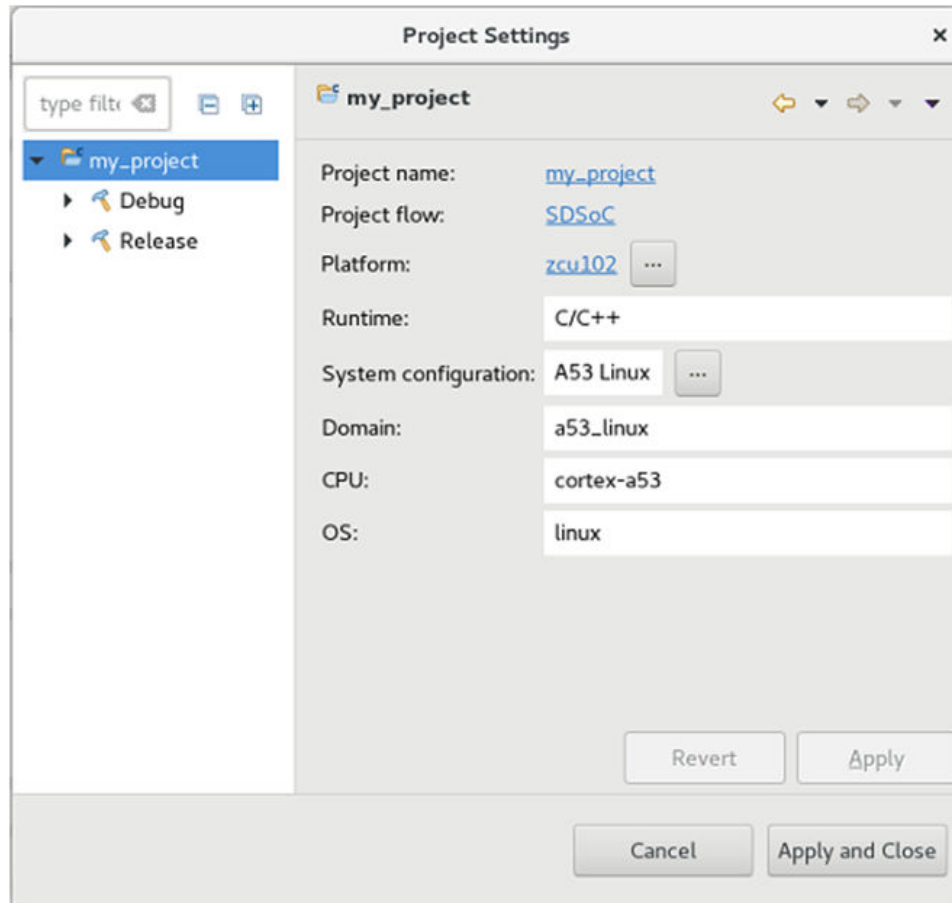 Project Settings
type filte
my_project
Debug
Release
my_project
Project name: my_project
Project flow: SDSoC
Platform: zcu102 ...
Runtime: C/C++
System configuration: A53 Linux ...
Domain: a53_linux
CPU: cortex-a53
OS: linux
Revert Apply
Cancel Apply and Close